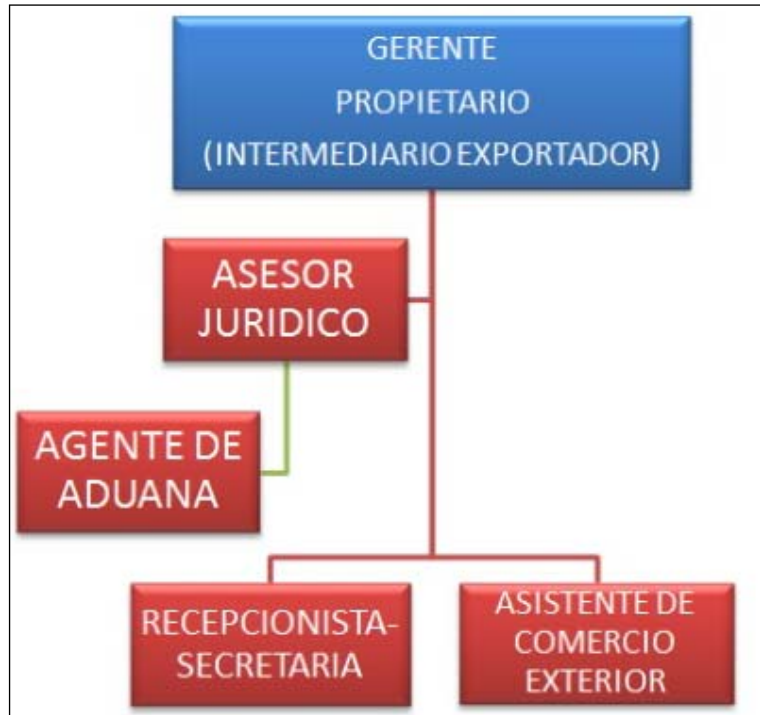 GERENTE
PROPIETARIO
(INTERMEDIARIO EXPORTADOR)
ASESOR
JURIDICO
AGENTE DE
ADUANA
RECEPCIONISTA-
SECRETARIA
ASISTENTE DE
COMERCIO
EXTERIOR